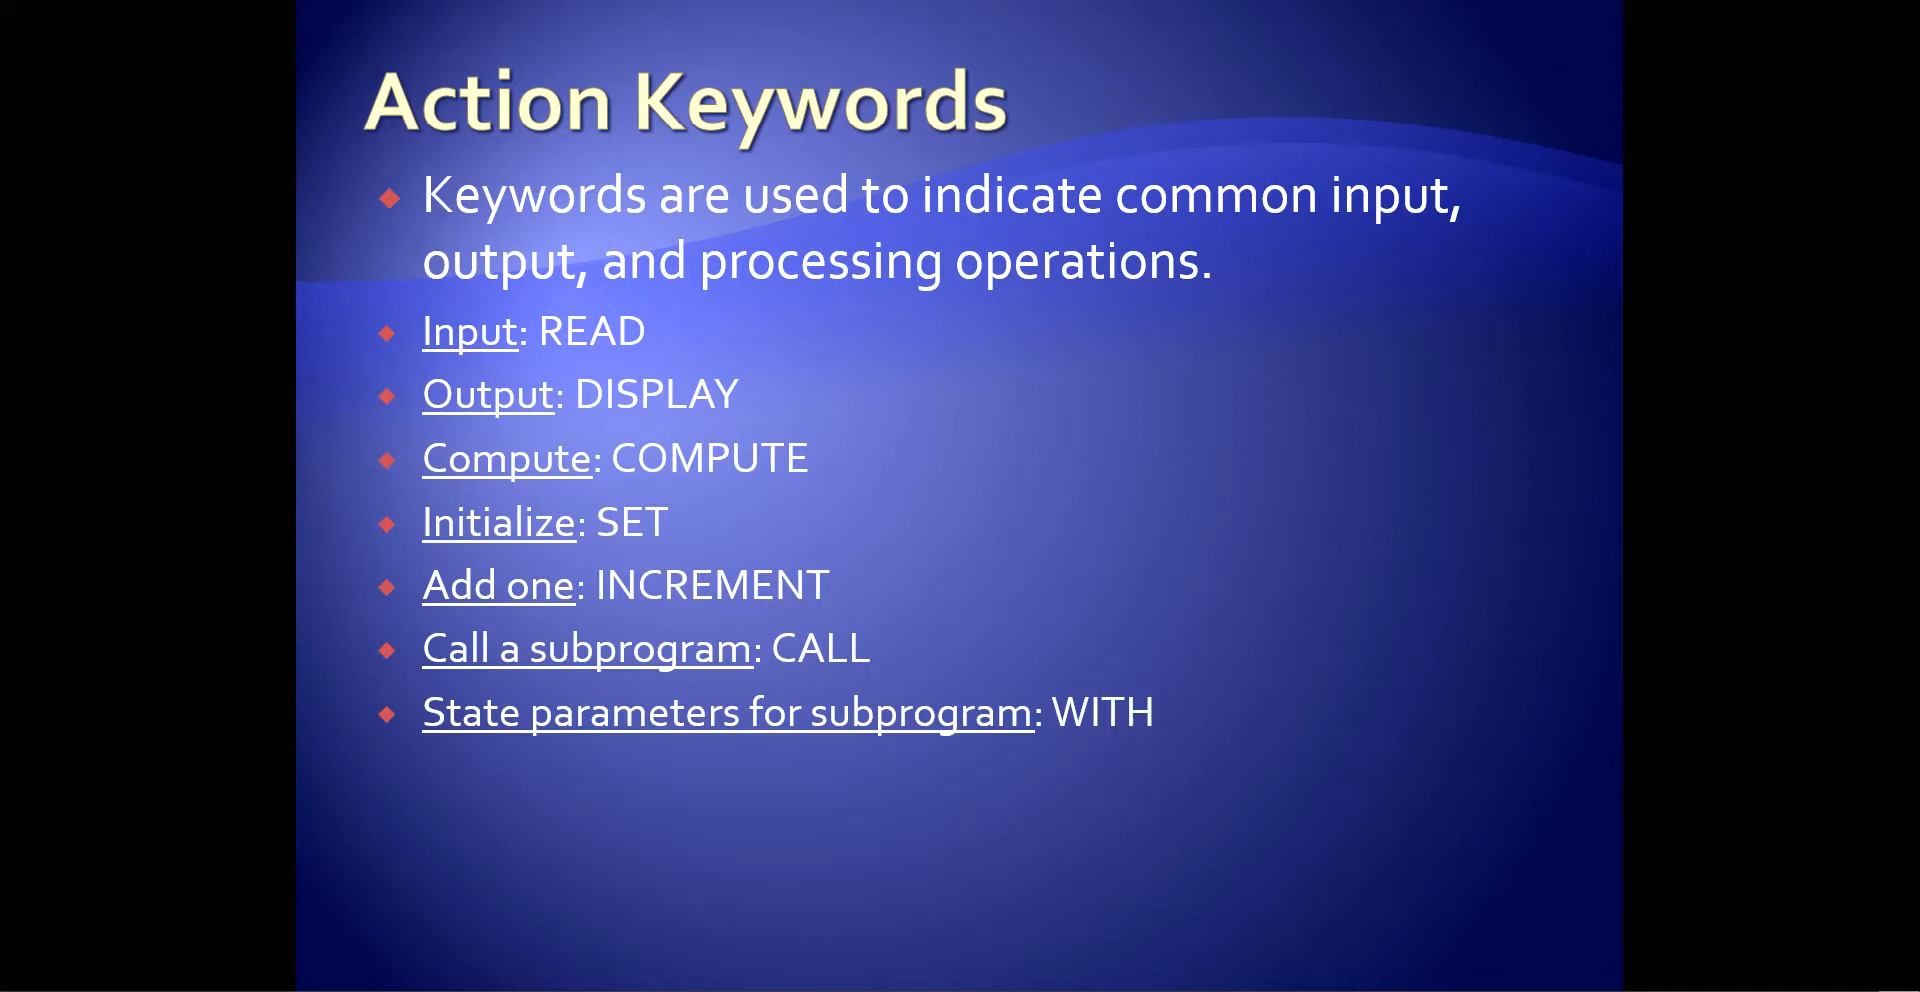 Action Keywords
Keywords are used to indicate common input,
output, and processing operations.
Input: READ
Output: DISPLAY
Compute: COMPUTE
Initialize: SET
Add one: INCREMENT
Call a subprogram: CALL
State parameters for subprogram: WITH